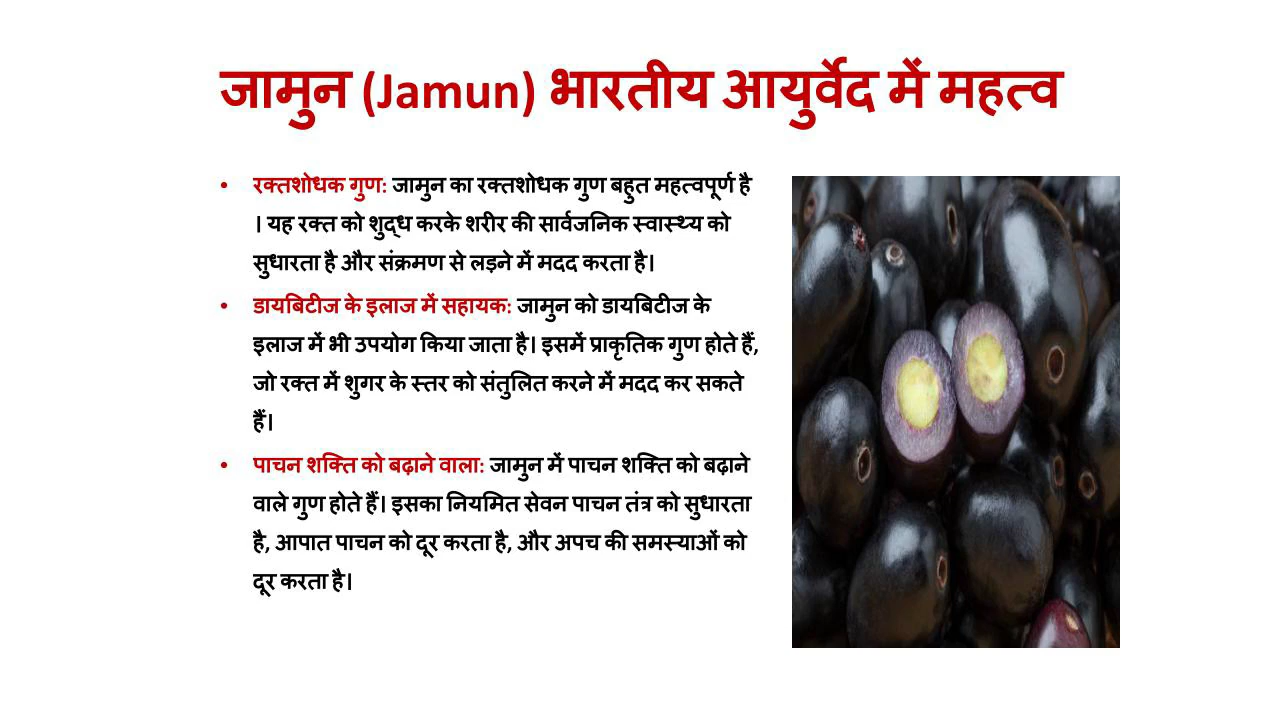 जामुन (Jamun) भारतीय आयुर्वेद में महत्व
• रक्तशोधक गुण: जामुन का रक्तशोधक गुण बहुत महत्वपूर्ण है
। यह रक्त को शुद्ध करके शरीर की सार्वजनिक स्वास्थ्य को
सुधारता है और संक्रमण से लड़ने में मदद करता है।
• डायबिटीज के इलाज में सहायक: जामुन को डायबिटीज के
इलाज में भी उपयोग किया जाता है। इसमें प्राकृतिक गुण होते हैं,
जो रक्त में शुगर के स्तर को संतुलित करने में मदद कर सकते
हैं।
• पाचन शक्ति को बढ़ाने वाला: जामुन में पाचन शक्ति को बढ़ाने
वाले गुण होते हैं। इसका नियमित सेवन पाचन तंत्र को सुधारता
है, आपात पाचन को दूर करता है, और अपच की समस्याओं को
दूर करता है।